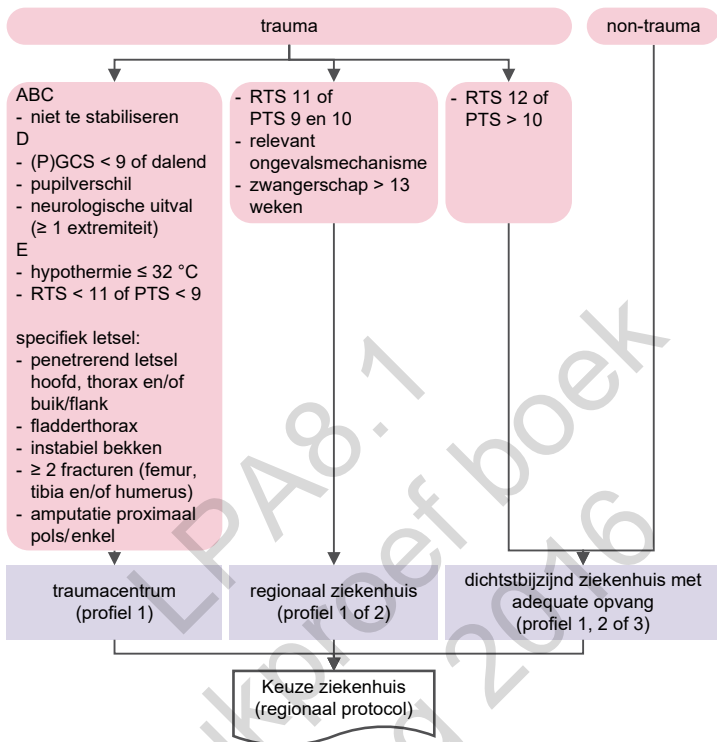 trauma
non-trauma
ABC
- niet te stabiliseren
D
- (P)GCS < 9 of dalend
- pupilverschil
- neurologische uitval
(≥ 1 extremiteit)
E
- hypothermie ≤ 32 °C
- RTS < 11 of PTS < 9
specifiek letsel:
- penetrerend letsel
hoofd, thorax en/of
buik/flank
- fladderthorax
- instabiel bekken
- ≥ 2 fracturen (femur,
tibia en/of humerus)
- amputatie proximaal
pols/enkel
- RTS 11 of
PTS 9 en 10
- relevant
ongevalsmechanisme
- zwangerschap > 13
weken
- RTS 12 of
PTS > 10
traumacentrum
(profiel 1)
regionaal ziekenhuis
(profiel 1 of 2)
dichtstbijzijnd ziekenhuis met
adequate opvang
(profiel 1, 2 of 3)
Keuze ziekenhuis
(regionaal protocol)
LPA8.1
ukproef boek
g 2016